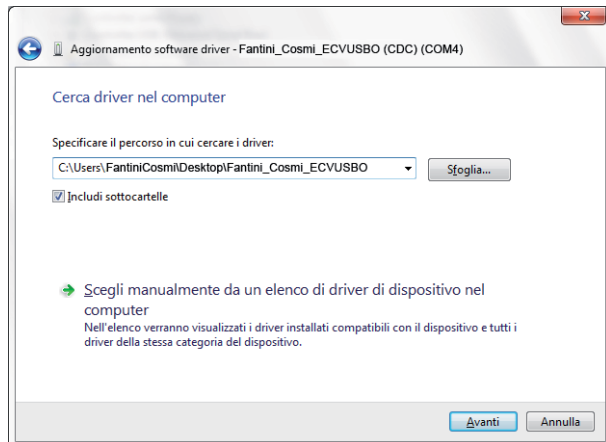 Aggiornamento software driver - Fantini_Cosmi_ECVUSBO (CDC) (COM4)
Cerca driver nel computer
Specificare il percorso in cui cercare i driver:
C:\Users\FantiniCosmi\Desktop\Fantini_Cosmi_ECVUSBO
Sfoglia...
Includi sottocartelle
Scegli manualmente da un elenco di driver di dispositivo nel
computer
Nell'elenco verranno visualizzati i driver installati compatibili con il dispositivo e tutti i
driver della stessa categoria del dispositivo.
Avanti
Annulla